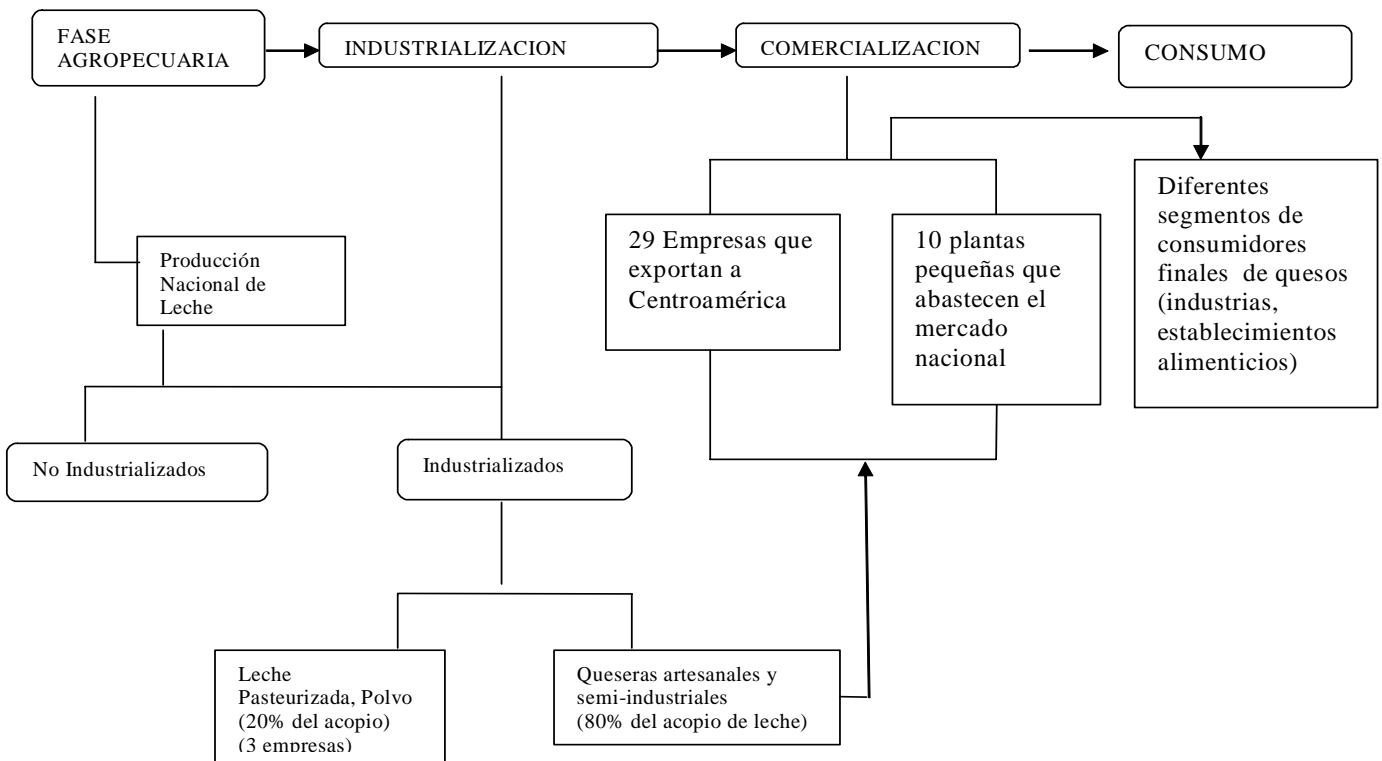 FASE
AGROPECUARIA
INDUSTRIALIZACION
COMERCIALIZACION
CONSUMO
Producción
Nacional de
Leche
29 Empresas que
exportan a
Centroamérica
10 plantas
pequeñas que
abastecen el
mercado
nacional
Diferentes
segmentos de
consumidores
finales de quesos
(industrias,
establecimientos
alimenticios)
No Industrializados
Industrializados
Leche
Pasteurizada, Polvo
(20% del acopio)
(3 empresas)
Queseras artesanales y
semi-industriales
(80% del acopio de leche)